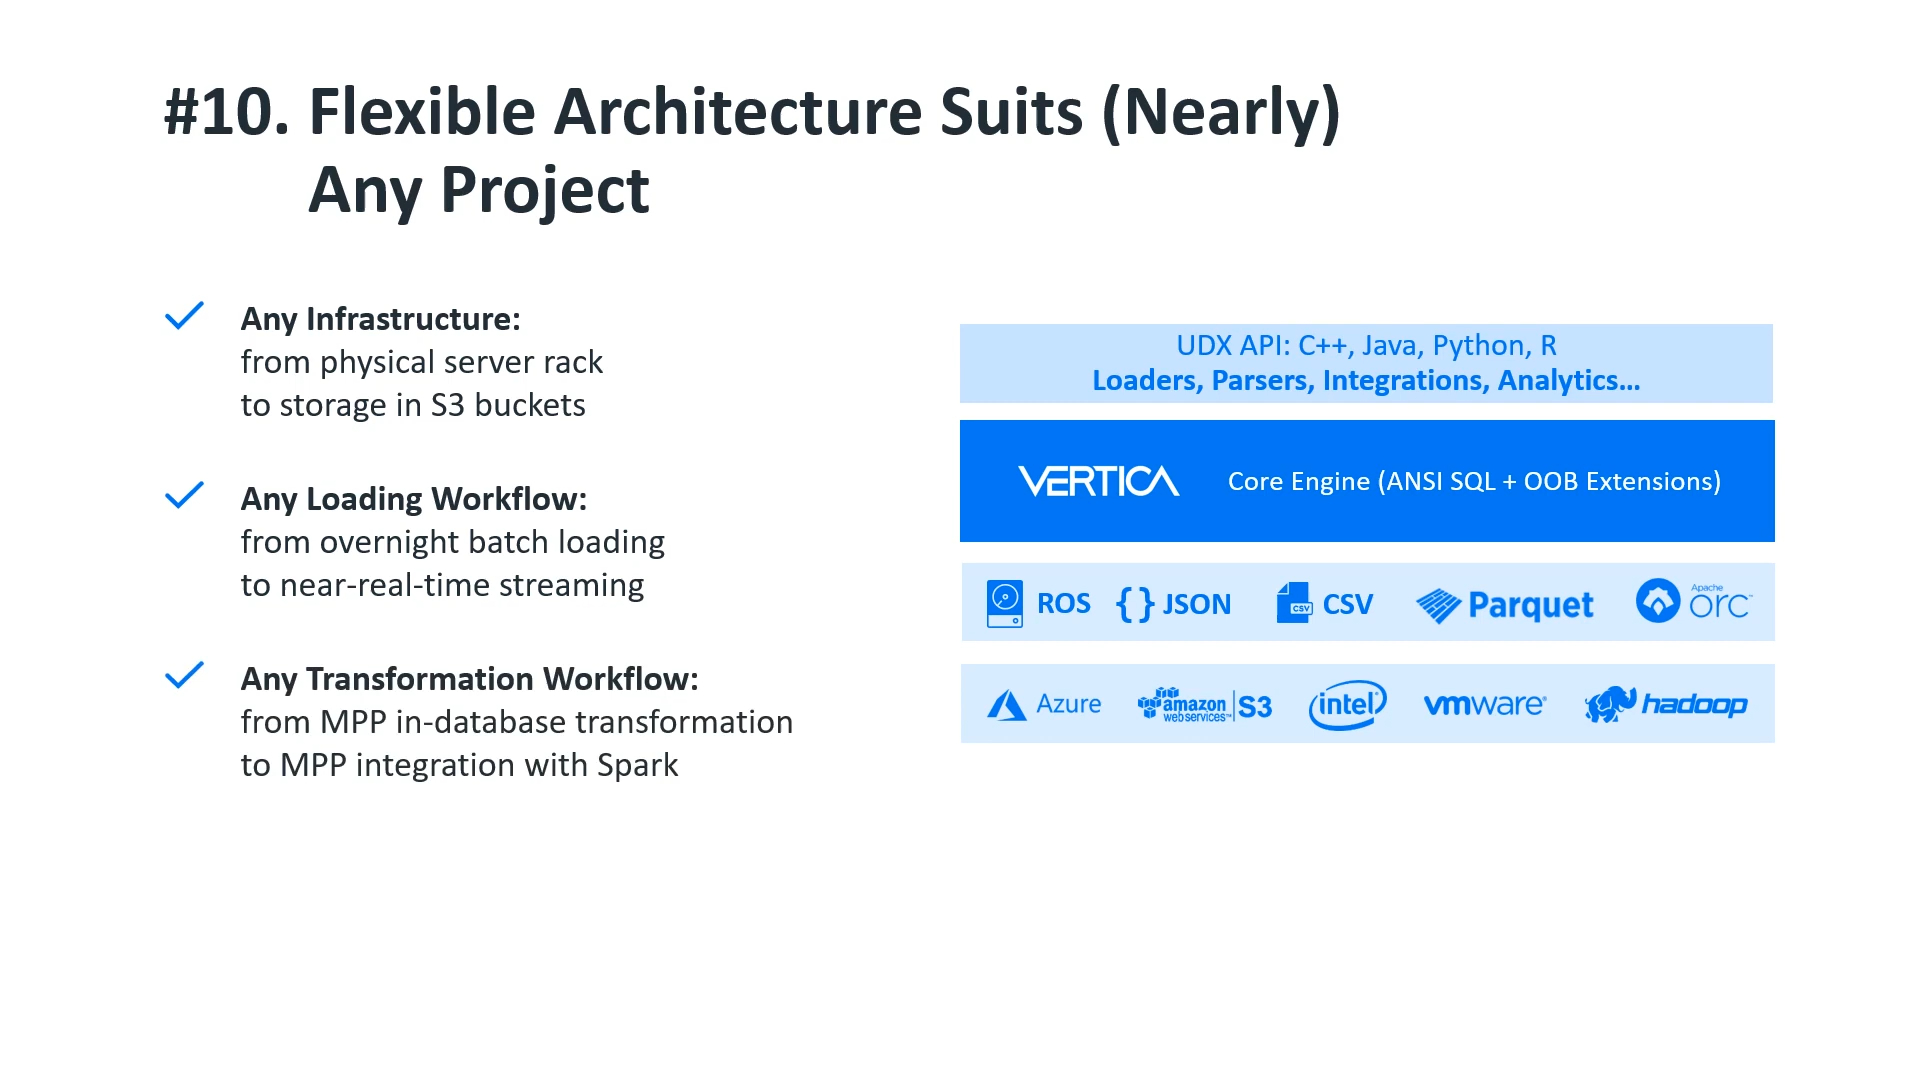 #10. Flexible Architecture Suits (Nearly)
Any Project
Any Infrastructure:
from physical server rack
to storage in S3 buckets
Any Loading Workflow:
from overnight batch loading
to near-real-time streaming
Any Transformation Workflow:
from MPP in-database transformation
to MPP integration with Spark
UDX API: C++, Java, Python, R
Loaders, Parsers, Integrations, Analytics...
VERTICA Core Engine (ANSI SQL + OOB Extensions)
ROS {} JSON CSV CSV Parquet Apache orc™
Azure amazon web services™ S3 intel® vmware® hadoop